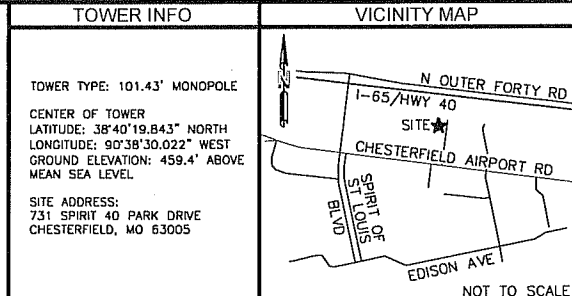 TOWER INFO
TOWER TYPE: 101.43' MONOPOLE
CENTER OF TOWER
LATITUDE: 38°40'19.843" NORTH
LONGITUDE: 90°38'30.022" WEST
GROUND ELEVATION: 459.4' ABOVE
MEAN SEA LEVEL
SITE ADDRESS:
731 SPIRIT 40 PARK DRIVE
CHESTERFIELD, MO 63005
VICINITY MAP
N
N OUTER FORTY RD
I-65/HWY 40
SITE
CHESTERFIELD AIRPORT RD
SPIRIT OF
ST LOUIS
BLVD
EDISON AVE
NOT TO SCALE